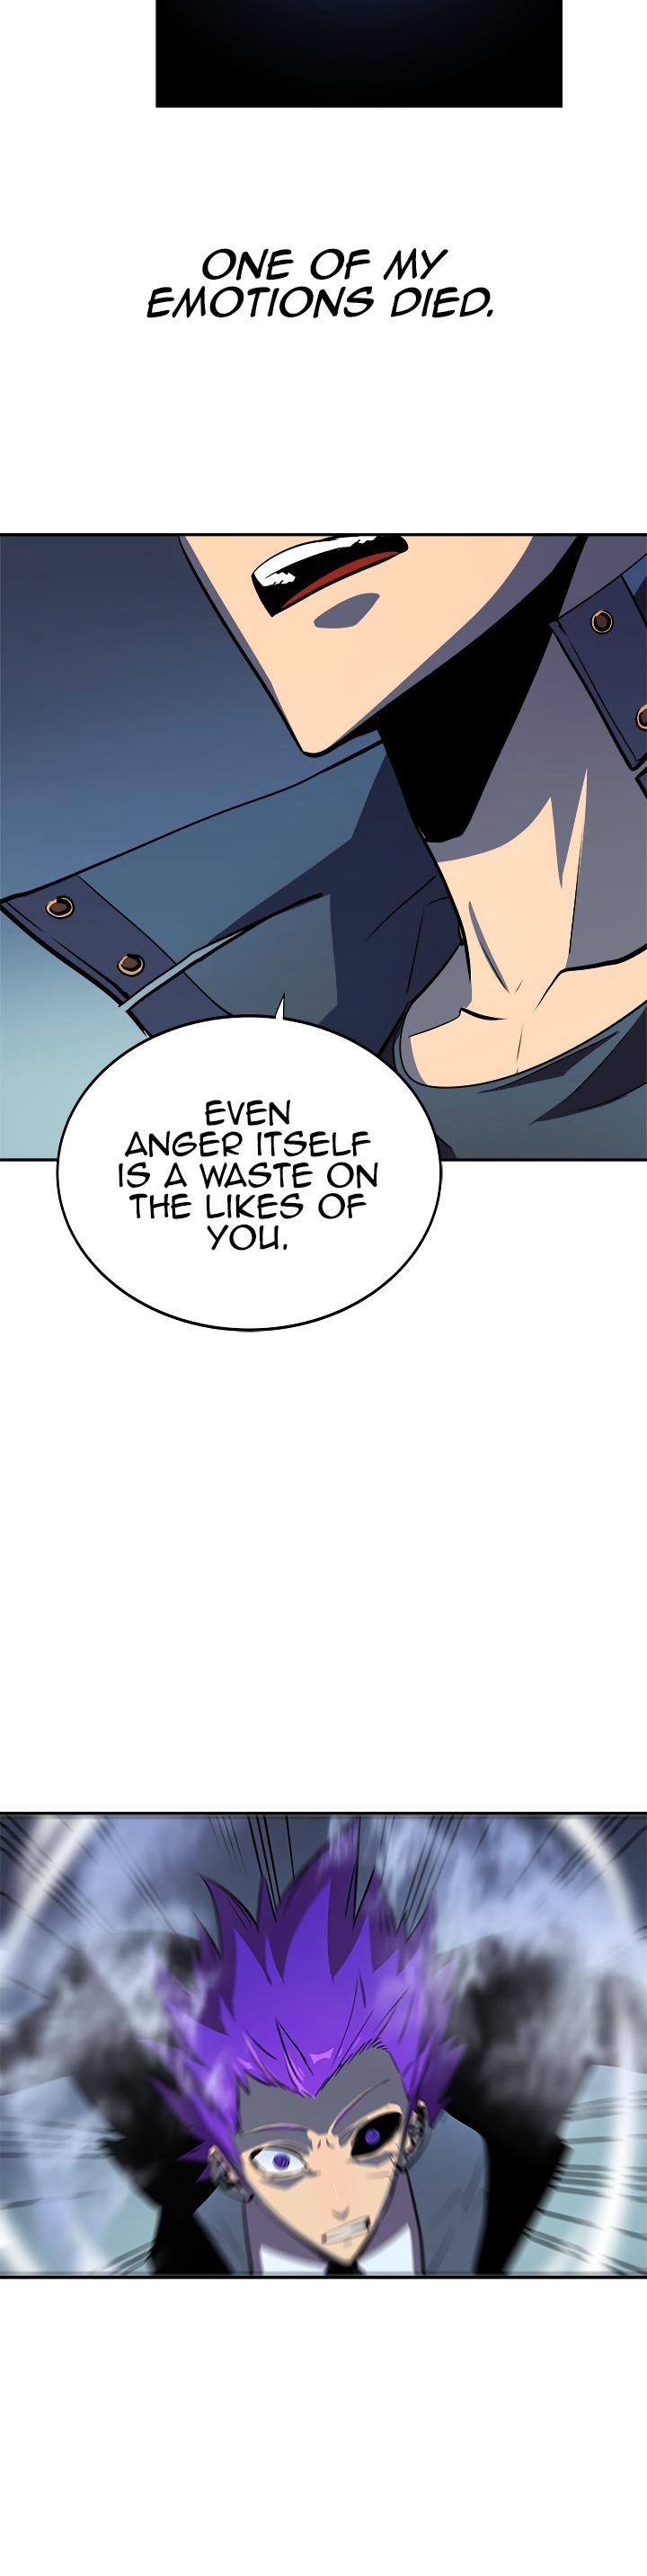 ONE OF MY
EMOTIONS DIED.
EVEN
ANGER ITSELF
IS A WASTE ON
THE LIKES OF
YOU.